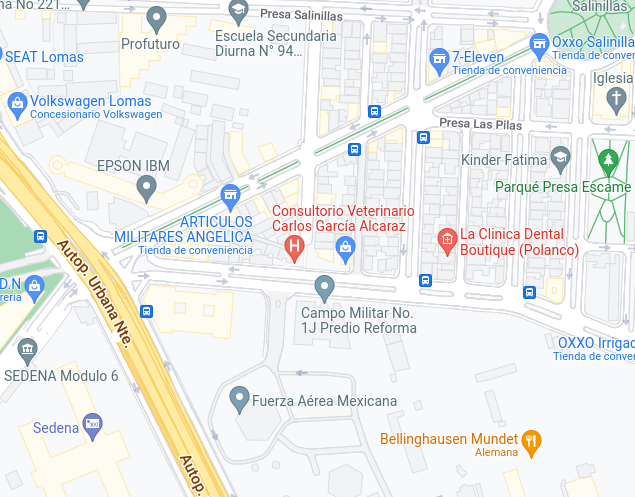 na No 221...
Presa Salinillas
Salinillas
Profuturo
Escuela Secundaria
Diurna N° 94...
SEAT Lomas
7-Eleven
Tienda de conveniencia
Oxxo Salinilla
Tienda de conven
Volkswagen Lomas
Concesionario Volkswagen
Iglesia
Presa Las Pilas
EPSON IBM
Kinder Fatima
Parqué Presa Escame
ARTICULOS
MILITARES ANGELICA
Tienda de conveniencia
Consultorio Veterinario
Carlos García Alcaraz
La Clinica Dental
Boutique (Polanco)
Autop. Urbana Nte.
D.N
rería
Campo Militar No.
1J Predio Reforma
OXXO Irrigac
Tienda de conve
SEDENA Modulo 6
Fuerza Aérea Mexicana
Sedena
Bellinghausen Mundet
Alemana
Autop.